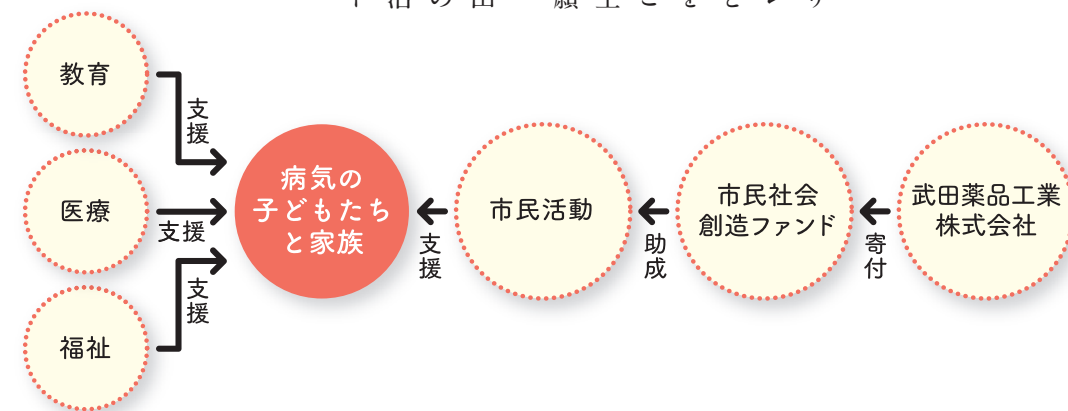 教育
支援
医療
支援
福祉
支援
病気の
子どもたち
と家族
支援
市民活動
助成
市民社会
創造ファンド
寄付
武田薬品工業
株式会社